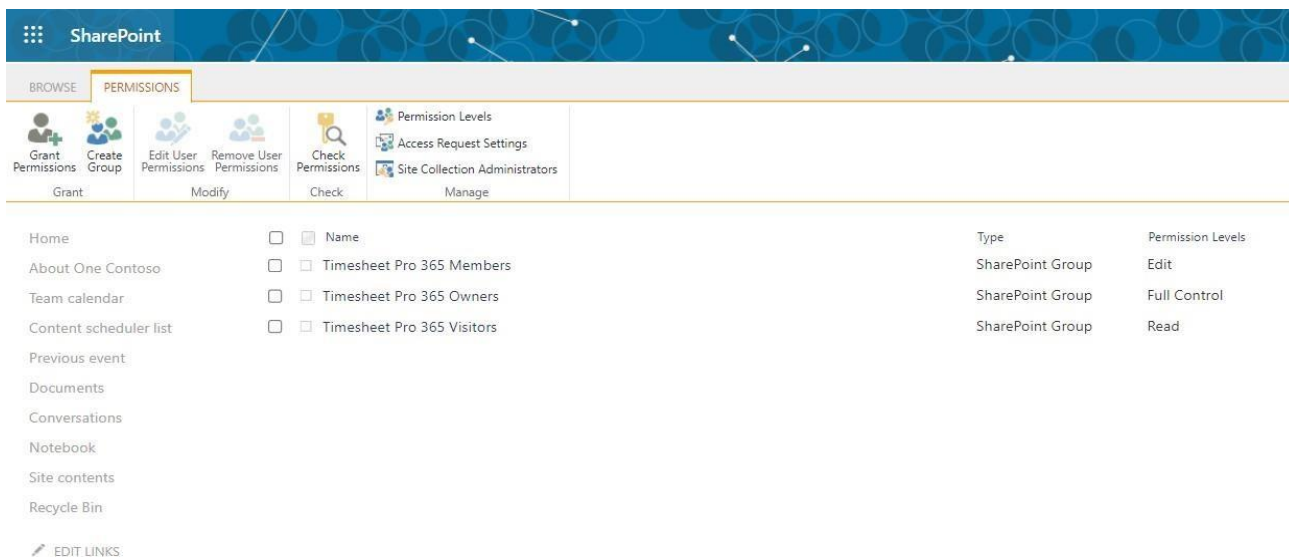 SharePoint
BROWSE PERMISSIONS
Grant Permissions
Create Group
Edit User Permissions
Remove User Permissions
Check Permissions
Permission Levels
Access Request Settings
Site Collection Administrators
Grant Modify Check Manage
Home
About One Contoso
Team calendar
Content scheduler list
Previous event
Documents
Conversations
Notebook
Site contents
Recycle Bin
EDIT LINKS
Name Type Permission Levels
Timesheet Pro 365 Members SharePoint Group Edit
Timesheet Pro 365 Owners SharePoint Group Full Control
Timesheet Pro 365 Visitors SharePoint Group Read